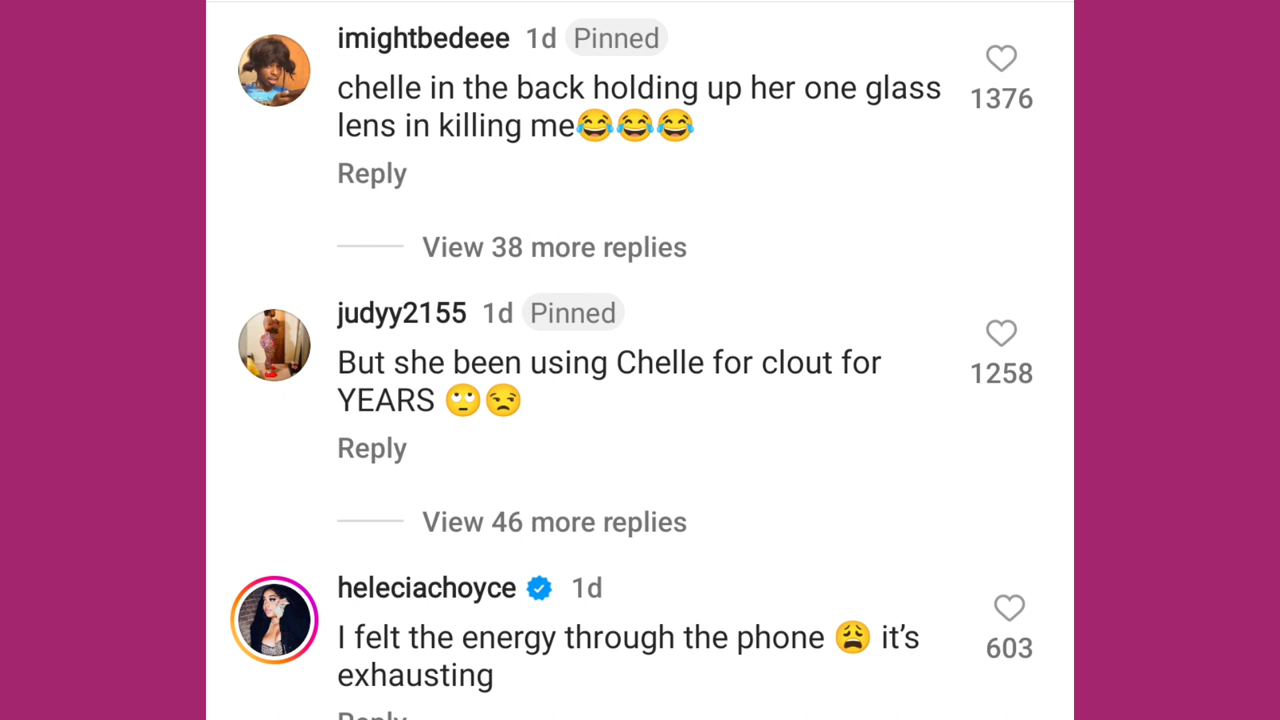 imightbedeee 1d Pinned
chelle in the back holding up her one glass
lens in killing me😂😂😂
1376
Reply
View 38 more replies
judyy2155 1d Pinned
But she been using Chelle for clout for
YEARS 🙄😒
1258
Reply
View 46 more replies
heleciachoyce 1d
I felt the energy through the phone 😩 it’s
exhausting
603
Reply